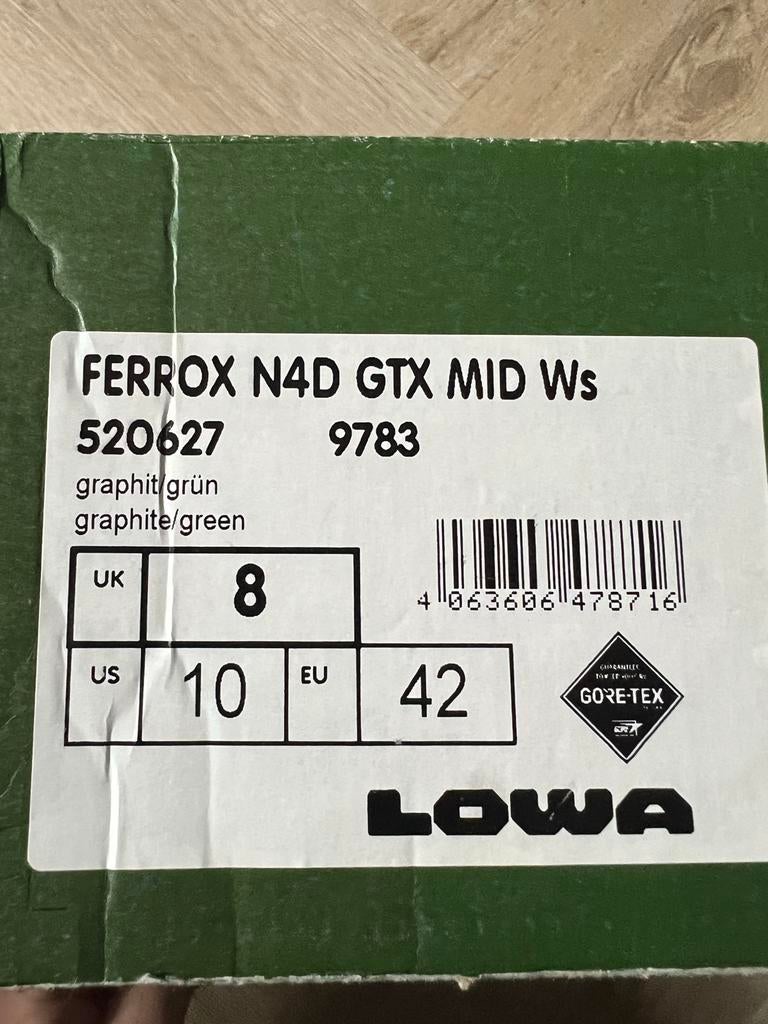 FERROX N4D GTX MID Ws
520627 9783
graphit/grün
graphite/green
UK 8
4 063606 478716
US 10 EU 42
GORE-TEX
LOWA